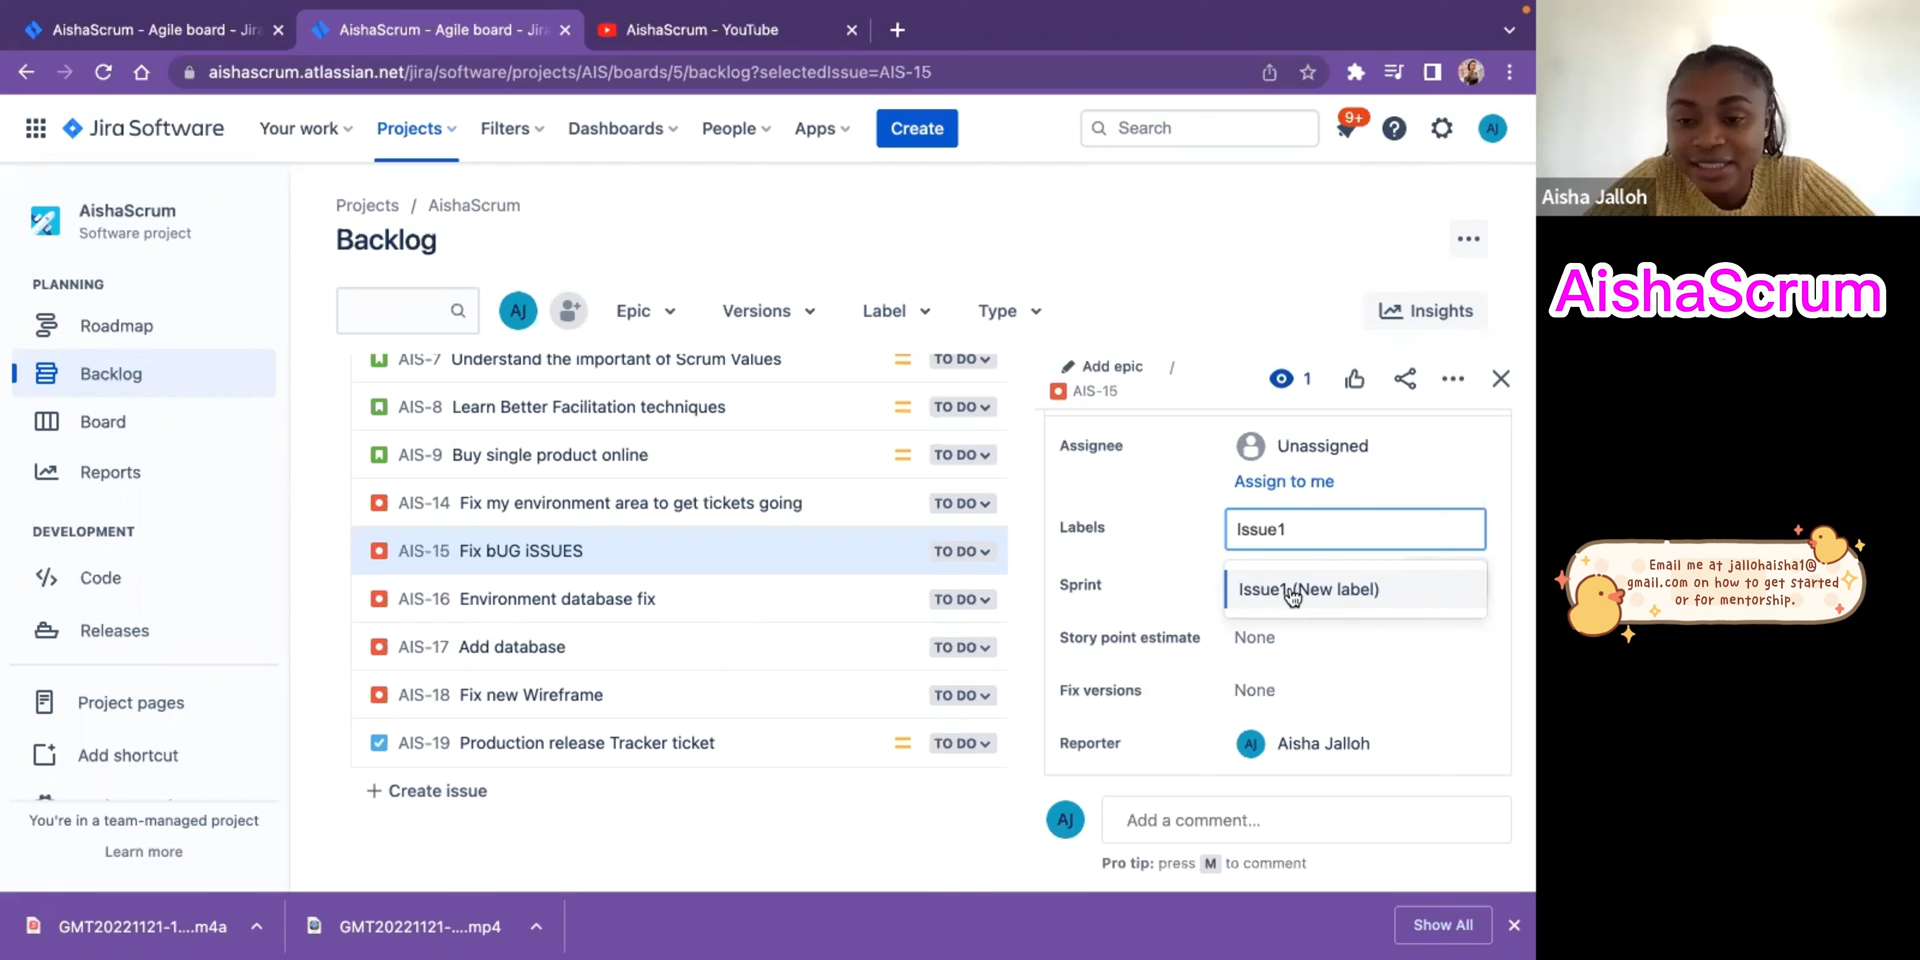 AishaScrum - Agile board - Jira
AishaScrum - Agile board - Jira
AishaScrum - YouTube
aishascrum.atlassian.net/jira/software/projects/AIS/boards/5/backlog?selectedIssue=AIS-15
Jira Software
Your work
Projects
Filters
Dashboards
People
Apps
Create
Search
9+
AJ
AishaScrum
Software project
PLANNING
Roadmap
Backlog
Board
Reports
DEVELOPMENT
Code
Releases
Project pages
Add shortcut
You're in a team-managed project
Learn more
Projects / AishaScrum
Backlog
AJ
Epic
Versions
Label
Type
Insights
AIS-7 Understand the important of Scrum Values TO DO
AIS-8 Learn Better Facilitation techniques TO DO
AIS-9 Buy single product online TO DO
AIS-14 Fix my environment area to get tickets going TO DO
AIS-15 Fix bUG iSSUES TO DO
AIS-16 Environment database fix TO DO
AIS-17 Add database TO DO
AIS-18 Fix new Wireframe TO DO
AIS-19 Production release Tracker ticket TO DO
+ Create issue
Add epic /
AIS-15
1
Assignee
Unassigned
Assign to me
Labels
Issue1
Sprint
Issue1 (New label)
Story point estimate
None
Fix versions
None
Reporter
AJ Aisha Jalloh
AJ
Add a comment...
Pro tip: press M to comment
GMT20221121-1....m4a
GMT20221121-....mp4
Show All
Aisha Jalloh
AishaScrum
Email me at jallohaisha1@
gmail.com on how to get started
or for mentorship.